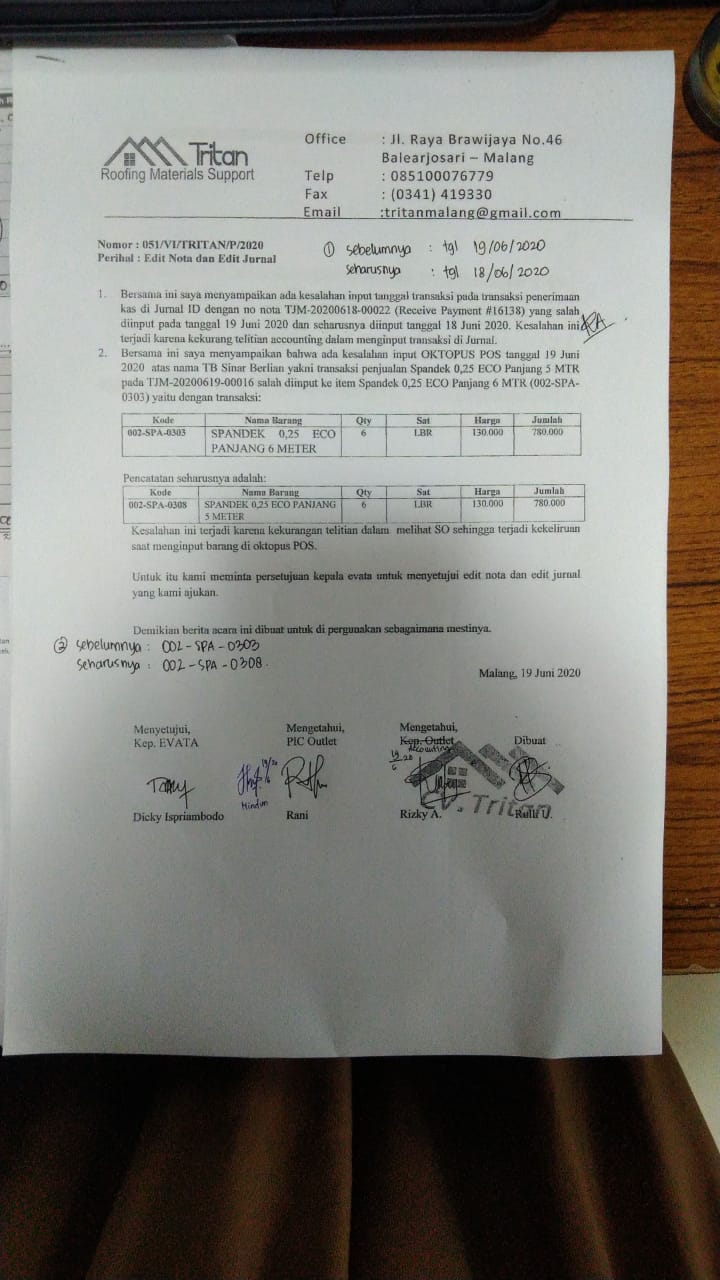 Tritan
Roofing Materials Support
Office : Jl. Raya Brawijaya No.46
Balearjosari – Malang
Telp : 085100076779
Fax : (0341) 419330
Email :tritanmalang@gmail.com
Nomor : 051/VI/TRITAN/P/2020
Perihal : Edit Nota dan Edit Jurnal
① sebelumnya : tgl 19/06/2020
seharusnya : tgl 18/06/2020
1. Bersama ini saya menyampaikan ada kesalahan input tanggal transaksi pada transaksi penerimaan
kas di Jurnal ID dengan no nota TJM-20200618-00022 (Receive Payment #16138) yang salah
diinput pada tanggal 19 Juni 2020 dan seharusnya diinput tanggal 18 Juni 2020. Kesalahan ini
terjadi karena kekurang telitian accounting dalam menginput transaksi di Jurnal.
2. Bersama ini saya menyampaikan bahwa ada kesalahan input OKTOPUS POS tanggal 19 Juni
2020 atas nama TB Sinar Berlian yakni transaksi penjualan Spandek 0,25 ECO Panjang 5 MTR
pada TJM-20200619-00016 salah diinput ke item Spandek 0,25 ECO Panjang 6 MTR (002-SPA-
0303) yaitu dengan transaksi:
Kode Nama Barang Qty Sat Harga Jumlah
002-SPA-0303 SPANDEK 0,25 ECO 6 LBR 130.000 780.000
PANJANG 6 METER
Pencatatan seharusnya adalah:
Kode Nama Barang Qty Sat Harga Jumlah
002-SPA-0308 SPANDEK 0,25 ECO PANJANG 6 LBR 130.000 780.000
5 METER
Kesalahan ini terjadi karena kekurangan telitian dalam melihat SO sehingga terjadi kekeliruan
saat menginput barang di oktopus POS.
Untuk itu kami meminta persetujuan kepala evata untuk menyetujui edit nota dan edit jurnal
yang kami ajukan.
Demikian berita acara ini dibuat untuk di pergunakan sebagaimana mestinya.
② sebelumnya : 002-SPA-0303
seharusnya : 002-SPA-0308.
Malang, 19 Juni 2020
Menyetujui, Mengetahui, Mengetahui,
Kep. EVATA PIC Outlet Kep. Outlet Dibuat
Accounting
CV. Tritan
Dicky Ispriambodo Rani Rizky A. Rulli U.